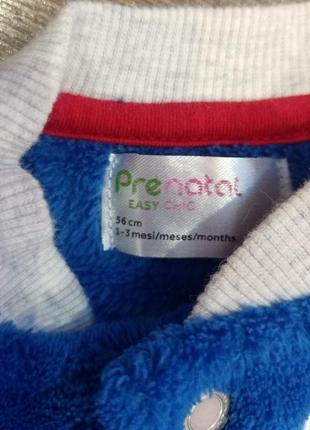 Prenatal
EASY CHIC
56 cm
1-3 mesi/meses/months